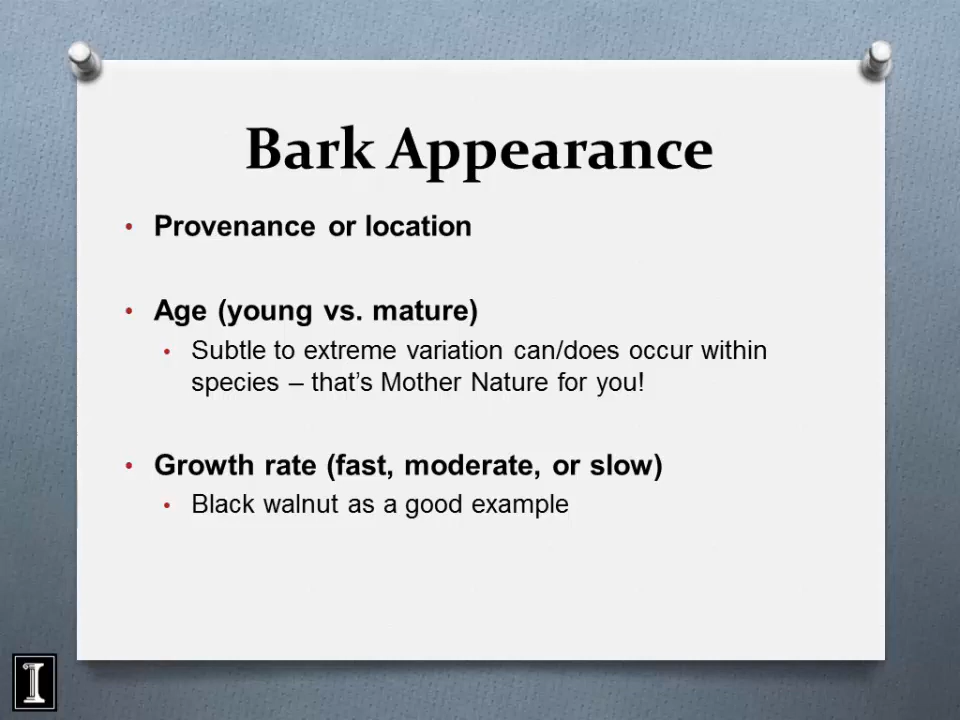 Bark Appearance
• Provenance or location
• Age (young vs. mature)
• Subtle to extreme variation can/does occur within
species – that's Mother Nature for you!
• Growth rate (fast, moderate, or slow)
• Black walnut as a good example
I